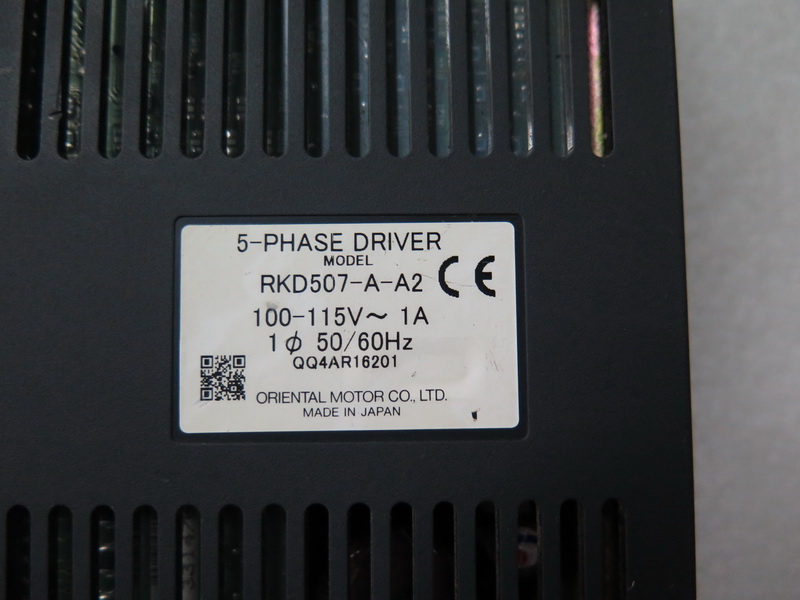 5-PHASE DRIVER
MODEL
RKD507-A-A2
CE
100-115V~ 1A
1ϕ 50/60Hz
QQ4AR16201
ORIENTAL MOTOR CO., LTD.
MADE IN JAPAN